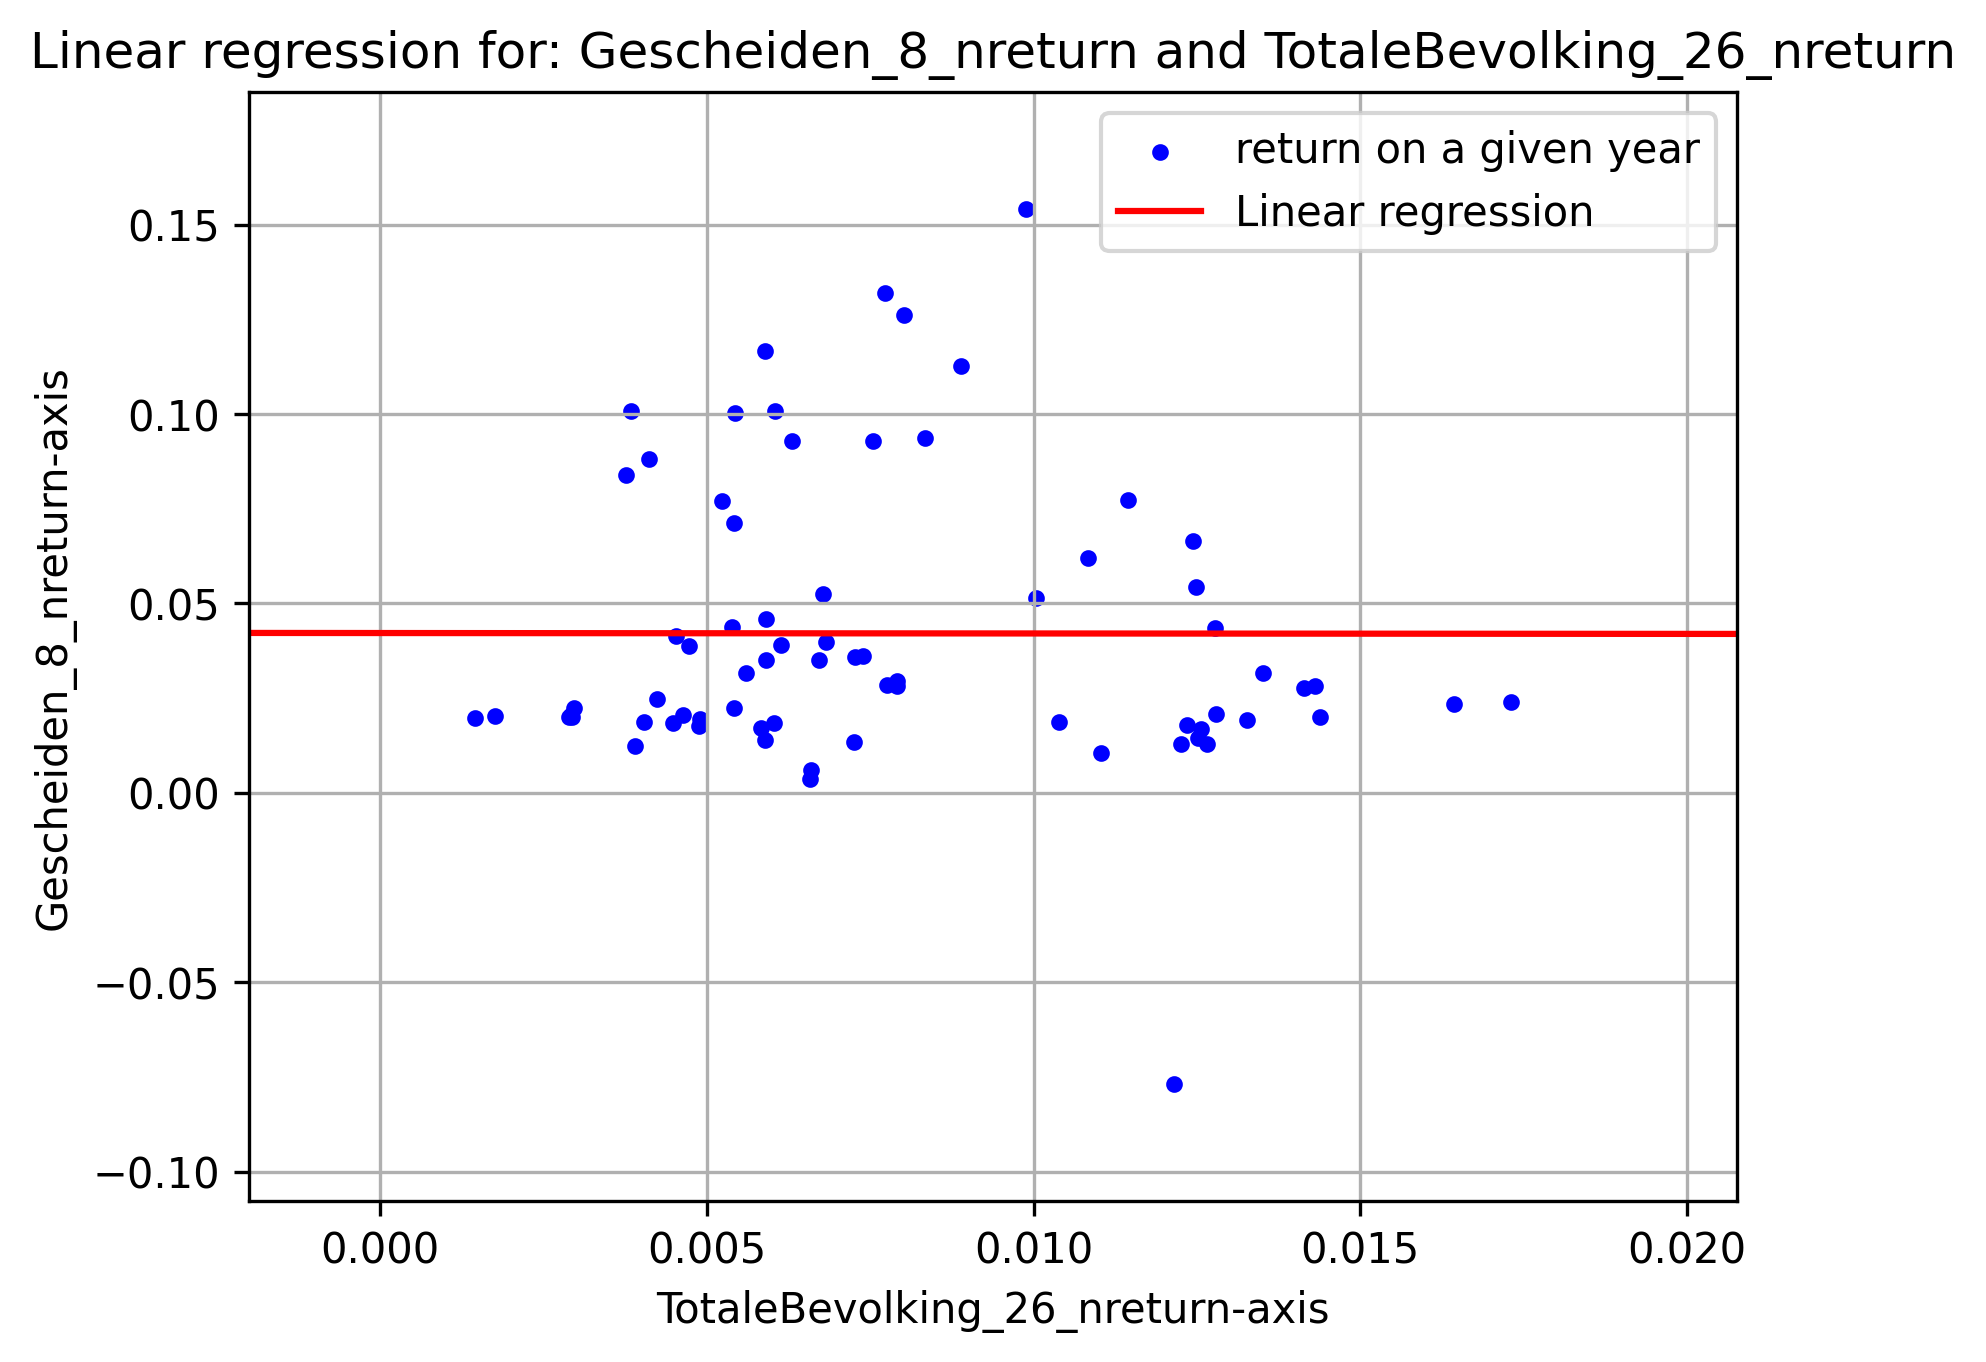 Linear regression for: Gescheiden_8_nreturn and TotaleBevolking_26_nreturn
return on a given year
Linear regression
0.15
0.10
0.05
0.00
−0.05
−0.10
Gescheiden_8_nreturn-axis
0.000 0.005 0.010 0.015 0.020
TotaleBevolking_26_nreturn-axis